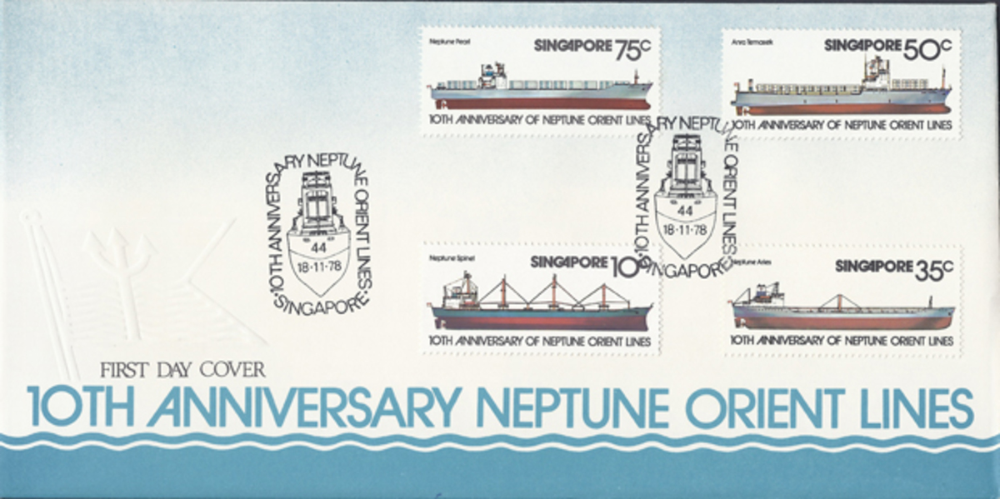 Neptune Pearl
SINGAPORE 75C
10TH ANNIVERSARY OF NEPTUNE ORIENT LINES
Anro Temasek
SINGAPORE 50C
10TH ANNIVERSARY OF NEPTUNE ORIENT LINES
10TH ANNIVERSARY NEPTUNE ORIENT LINES
44
18·11·78
·SINGAPORE·
10TH ANNIVERSARY NEPTUNE ORIENT LINES
44
18·11·78
·SINGAPORE·
Neptune Spinel
SINGAPORE 10C
10TH ANNIVERSARY OF NEPTUNE ORIENT LINES
Neptune Aries
SINGAPORE 35C
10TH ANNIVERSARY OF NEPTUNE ORIENT LINES
FIRST DAY COVER
10TH ANNIVERSARY NEPTUNE ORIENT LINES